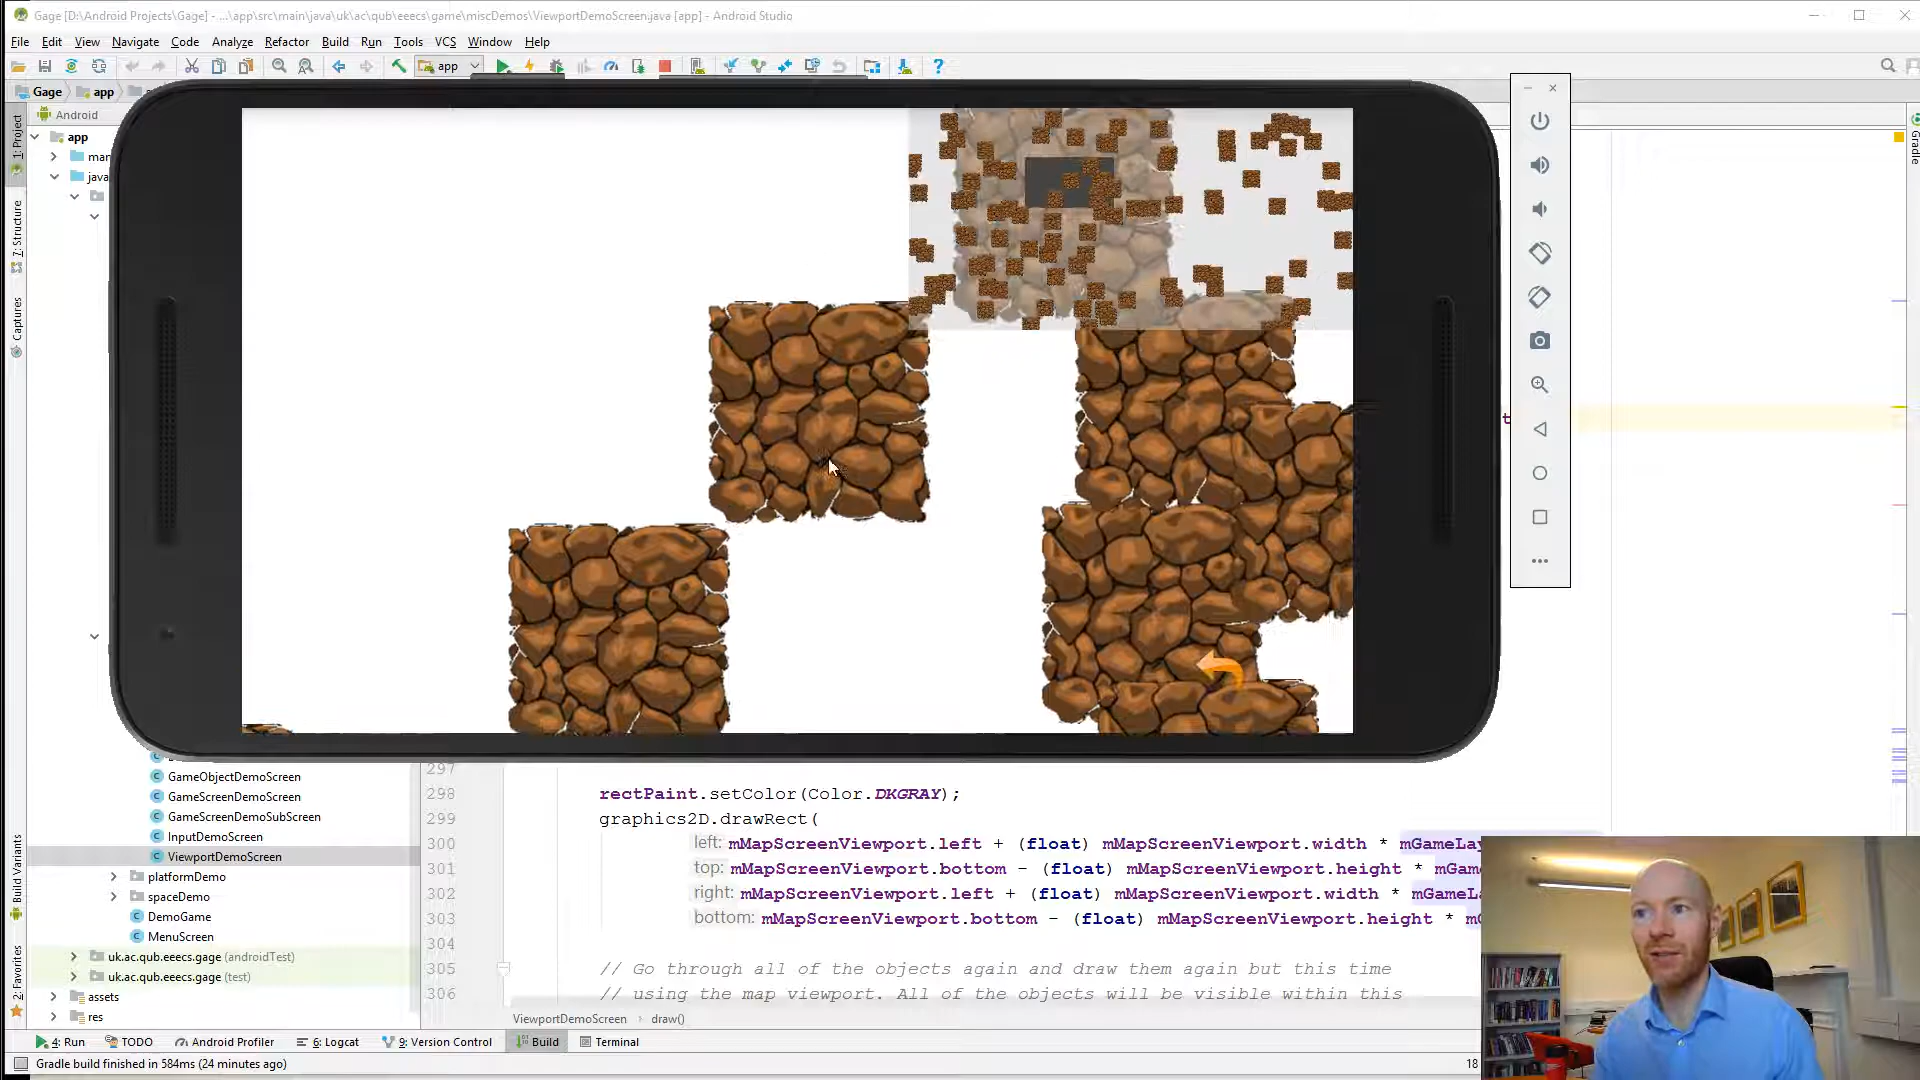 Gage [D:\Android Projects\Gage] - ...\app\src\main\java\uk\ac\qub\eeecs\game\miscDemos\ViewportDemoScreen.java [app] - Android Studio
File Edit View Navigate Code Analyze Refactor Build Run Tools VCS Window Help
app
Gage app
Android
1: Project
7: Structure
Captures
Build Variants
2: Favorites
Gradle
app
java
GameObjectDemoScreen
GameScreenDemoScreen
GameScreenDemoSubScreen
InputDemoScreen
ViewportDemoScreen
platformDemo
spaceDemo
DemoGame
MenuScreen
uk.ac.qub.eeecs.gage (androidTest)
uk.ac.qub.eeecs.gage (test)
assets
res
297
298 rectPaint.setColor(Color.DKGRAY);
299 graphics2D.drawRect(
300 left: mMapScreenViewport.left + (float) mMapScreenViewport.width *
301 top: mMapScreenViewport.bottom - (float) mMapScreenViewport.height *
302 right: mMapScreenViewport.left + (float) mMapScreenViewport.width *
303 bottom: mMapScreenViewport.bottom - (float) mMapScreenViewport.height *
304
305 // Go through all of the objects again and draw them again but this time
306 // using the map viewport. All of the objects will be visible within this
ViewportDemoScreen › draw()
4: Run TODO Android Profiler 6: Logcat 9: Version Control Build Terminal
Gradle build finished in 584ms (24 minutes ago)
18